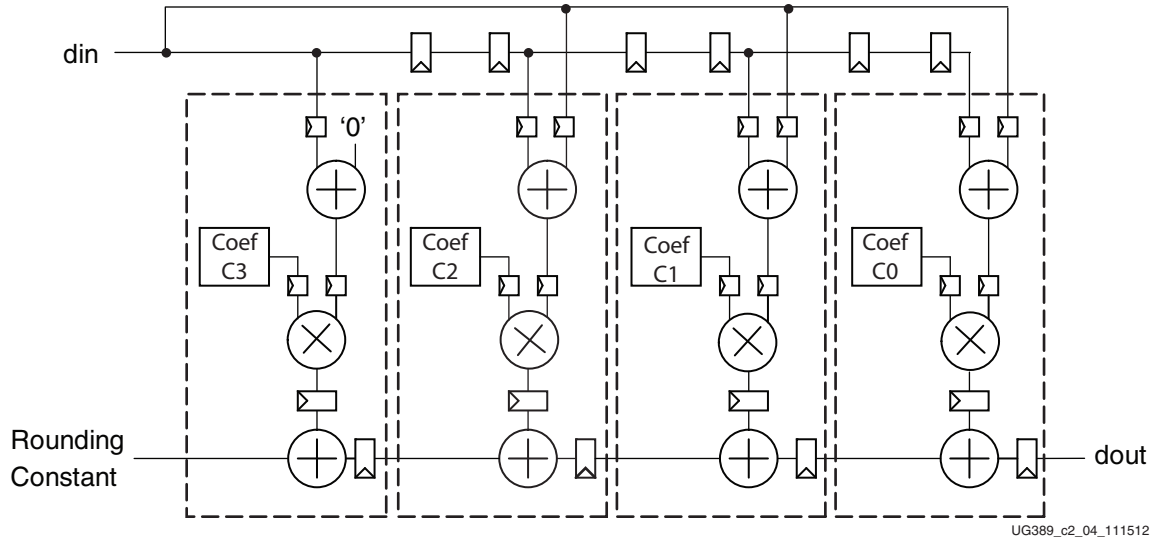 din
‘0’
Coef
C3
Coef
C2
Coef
C1
Coef
C0
Rounding
Constant
dout
UG389_c2_04_111512